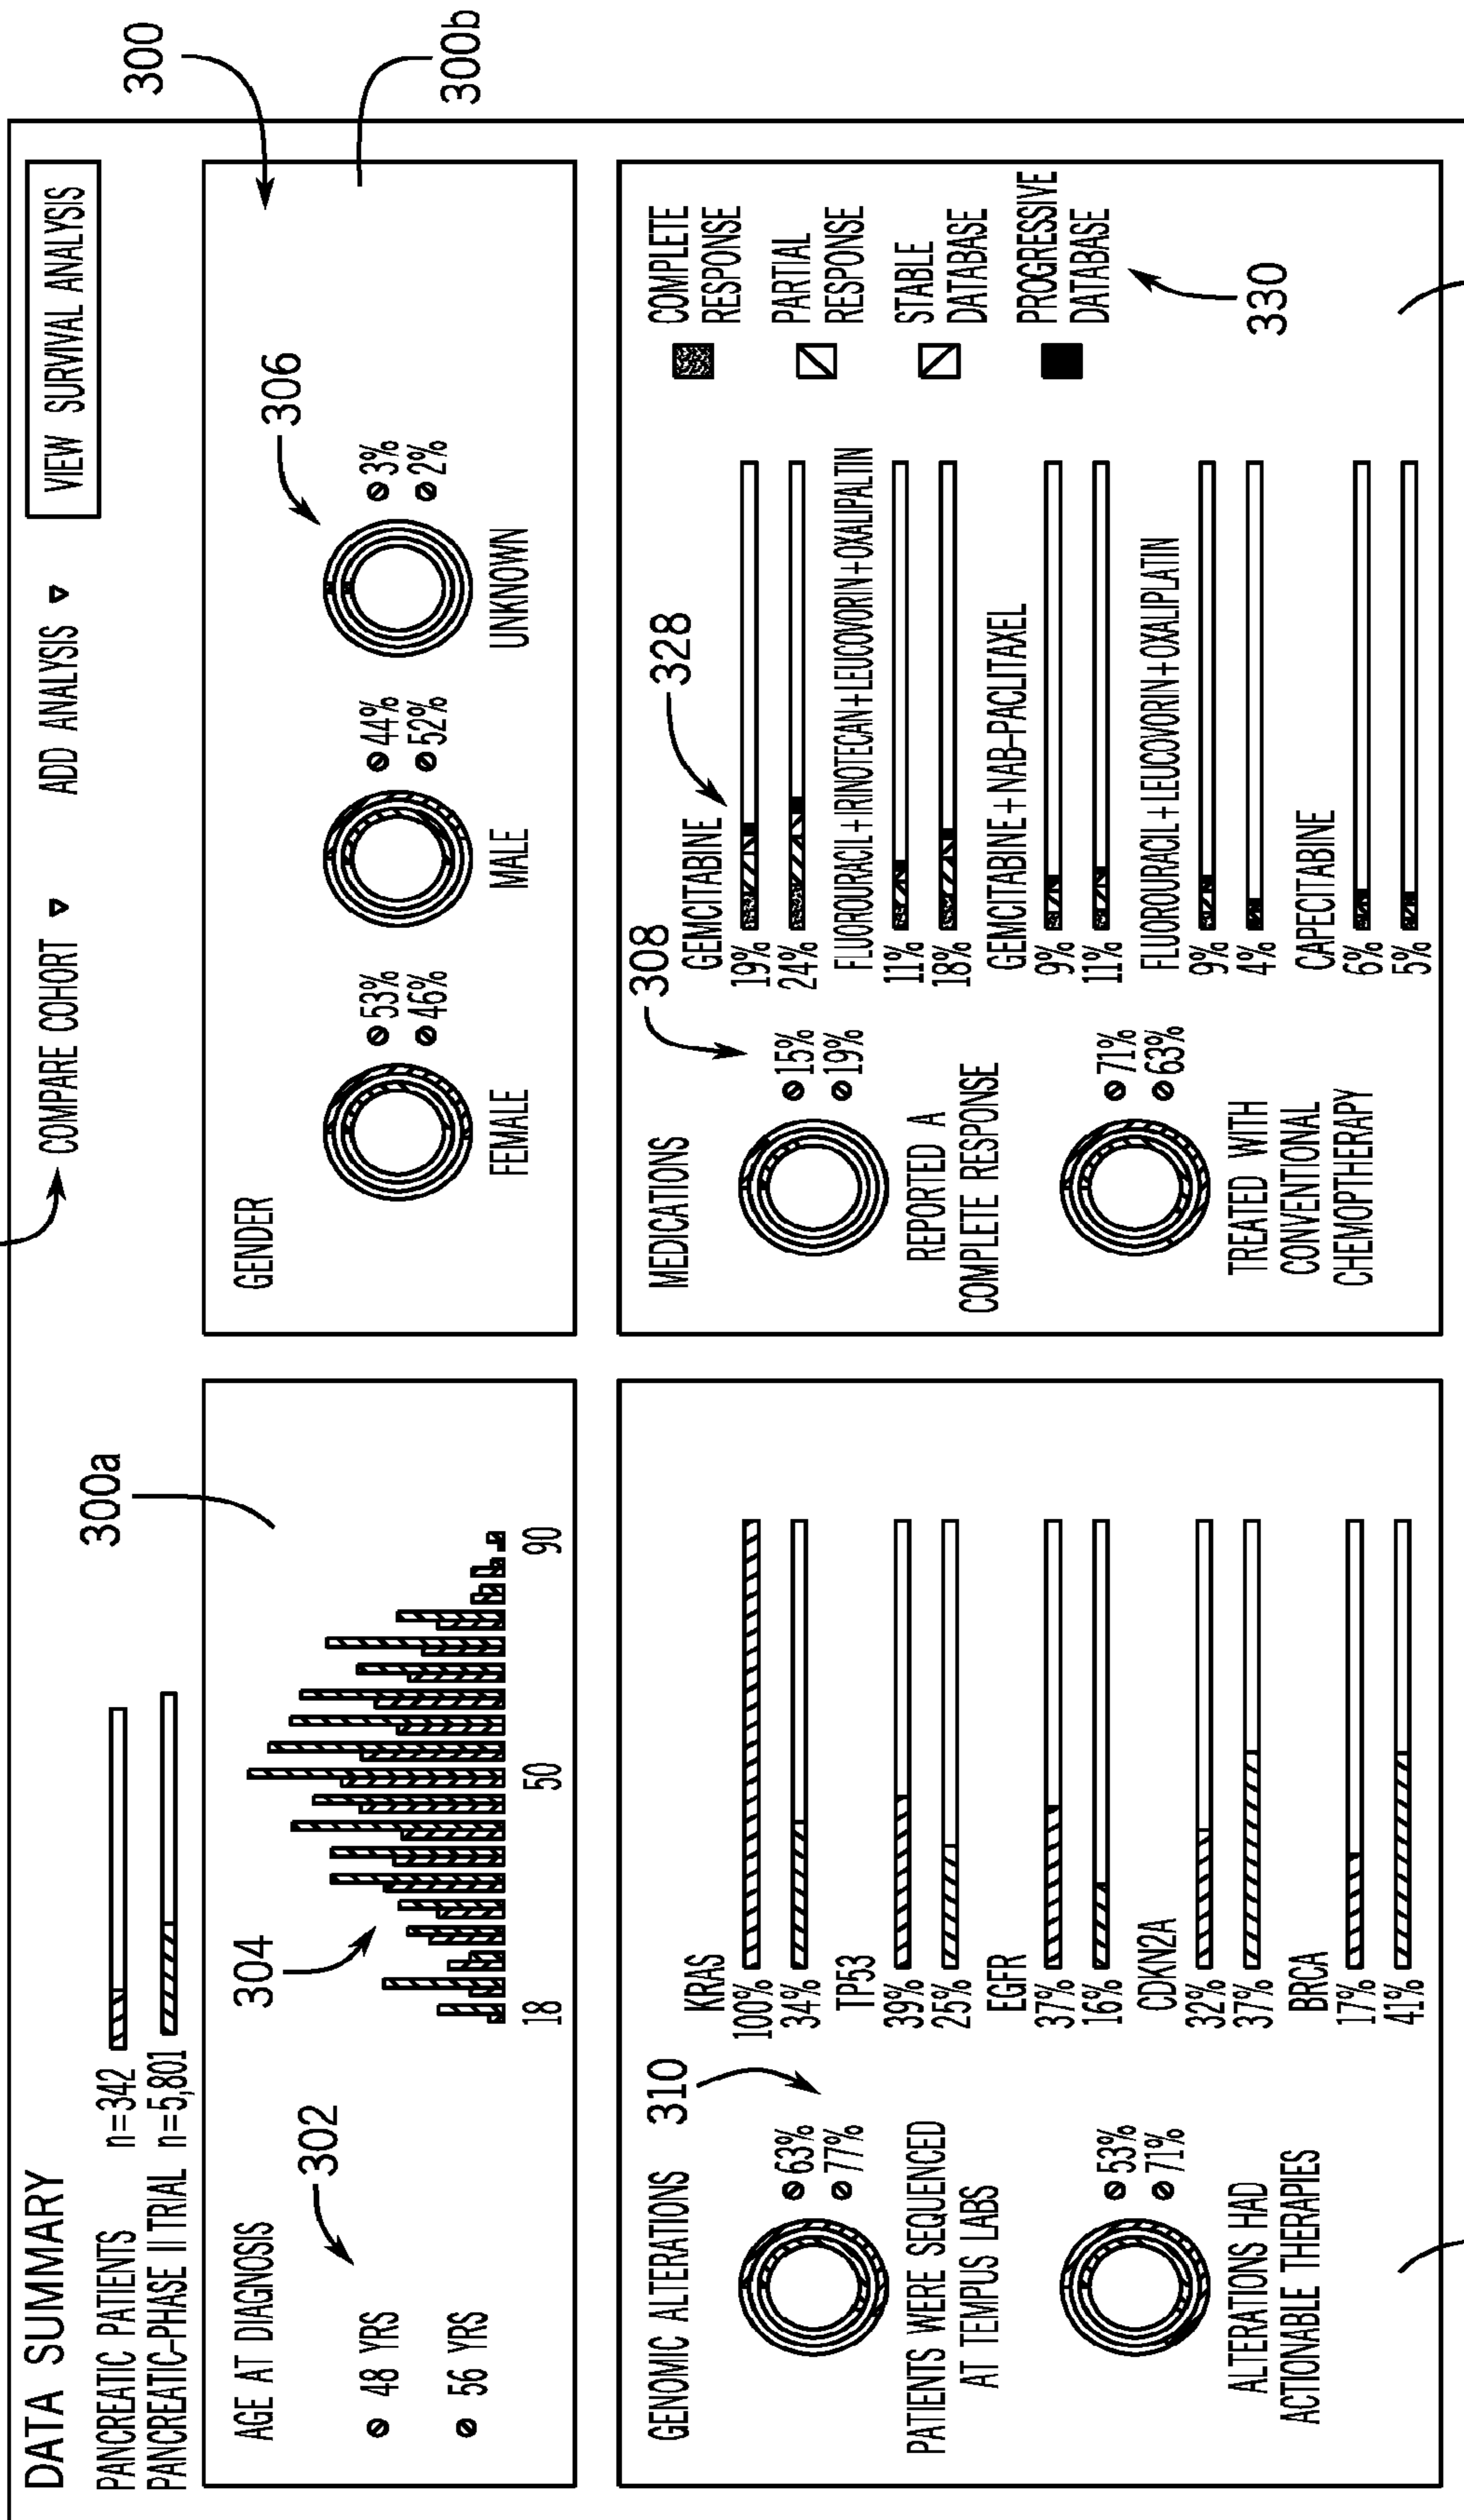 DATA SUMMARY
COMPARE COHORT
ADD ANALYSIS
VIEW SURVIVAL ANALYSIS
PANCREATIC PATIENTS n=342
PANCREATIC-PHASE II TRIAL n=5,801
300a
300
300b
AGE AT DIAGNOSIS
302
48 YRS
56 YRS
304
18
50
90
GENDER
306
53%
46%
FEMALE
44%
52%
MALE
3%
2%
UNKNOWN
GENOMIC ALTERATIONS
310
63%
77%
PATIENTS WERE SEQUENCED
AT TEMPUS LABS
53%
71%
ALTERATIONS HAD
ACTIONABLE THERAPIES
KRAS
100%
34%
TP53
39%
25%
EGFR
37%
16%
CDKN2A
32%
37%
BRCA
17%
41%
MEDICATIONS
308
15%
19%
REPORTED A
COMPLETE RESPONSE
71%
63%
TREATED WITH
CONVENTIONAL
CHEMOPTHERAPY
328
GEMCITABINE
19%
24%
FLUOROURACIL+IRINOTECAN+LEUCOVORIN+OXALIPALTIN
11%
18%
GEMCITABINE+NAB-PACLITAXEL
9%
11%
FLUOROURACIL+LEUCOVORIN+OXALIPLATIN
9%
4%
CAPECITABINE
6%
5%
COMPLETE
RESPONSE
PARTIAL
RESPONSE
STABLE
DATABASE
PROGRESSIVE
DATABASE
330